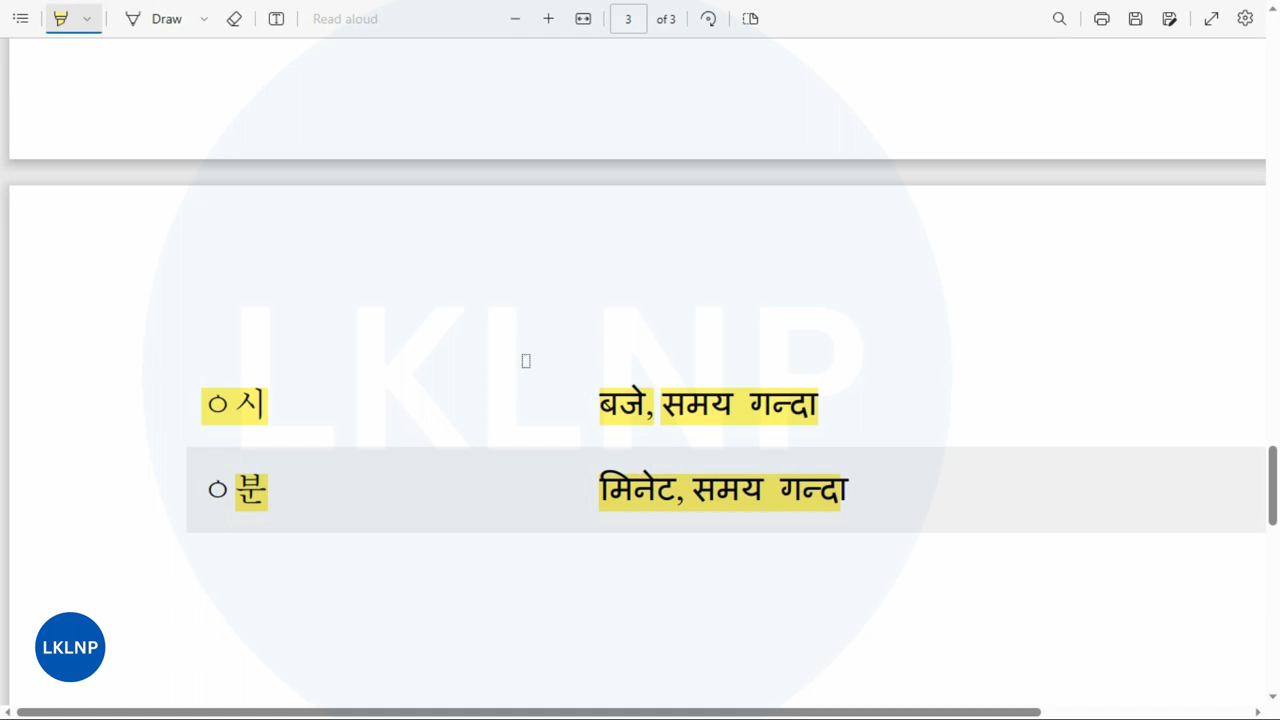 Draw
Read aloud
3 of 3
LKLNP
ㅇ시 बजे, समय गन्दा
ㅇ분 मिनेट, समय गन्दा
LKLNP